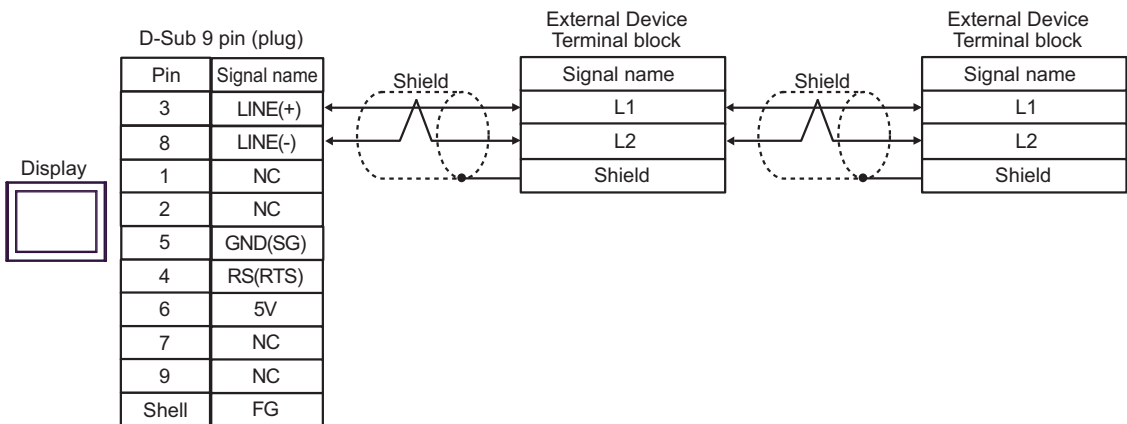 D-Sub 9 pin (plug)
External Device
Terminal block
External Device
Terminal block
Pin Signal name
Shield
Signal name
Shield
Signal name
3 LINE(+)
L1
L1
8 LINE(-)
L2
L2
Display
1 NC
Shield
Shield
2 NC
5 GND(SG)
4 RS(RTS)
6 5V
7 NC
9 NC
Shell FG